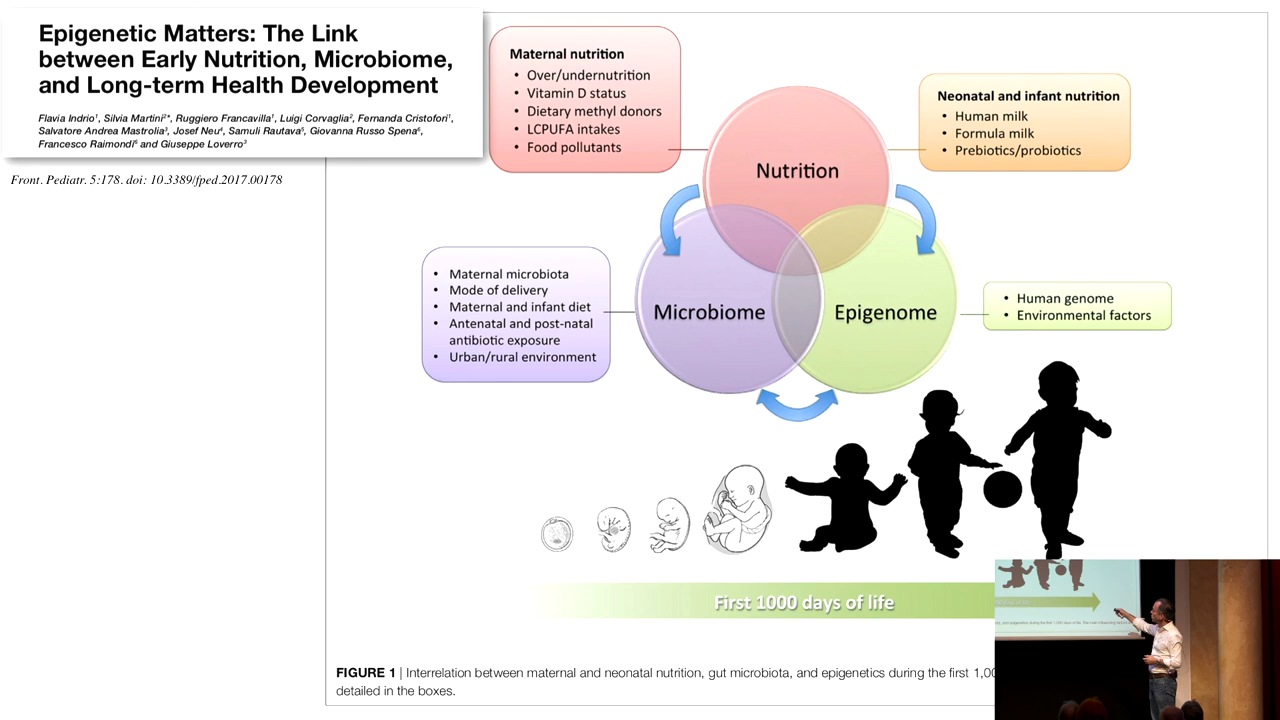 Epigenetic Matters: The Link
between Early Nutrition, Microbiome,
and Long-term Health Development
Flavia Indrio¹, Silvia Martini²*, Ruggiero Francavilla¹, Luigi Corvaglia², Fernanda Cristofori¹,
Salvatore Andrea Mastrolia³, Josef Neu⁴, Samuli Rautava⁵, Giovanna Russo Spena⁶,
Francesco Raimondi⁶ and Giuseppe Loverro³
Front. Pediatr. 5:178. doi: 10.3389/fped.2017.00178
Maternal nutrition
• Over/undernutrition
• Vitamin D status
• Dietary methyl donors
• LCPUFA intakes
• Food pollutants
Neonatal and infant nutrition
• Human milk
• Formula milk
• Prebiotics/probiotics
Nutrition
• Maternal microbiota
• Mode of delivery
• Maternal and infant diet
• Antenatal and post-natal
antibiotic exposure
• Urban/rural environment
Microbiome
Epigenome
• Human genome
• Environmental factors
First 1000 days of life
FIGURE 1 | Interrelation between maternal and neonatal nutrition, gut microbiota, and epigenetics during the first 1,00
detailed in the boxes.